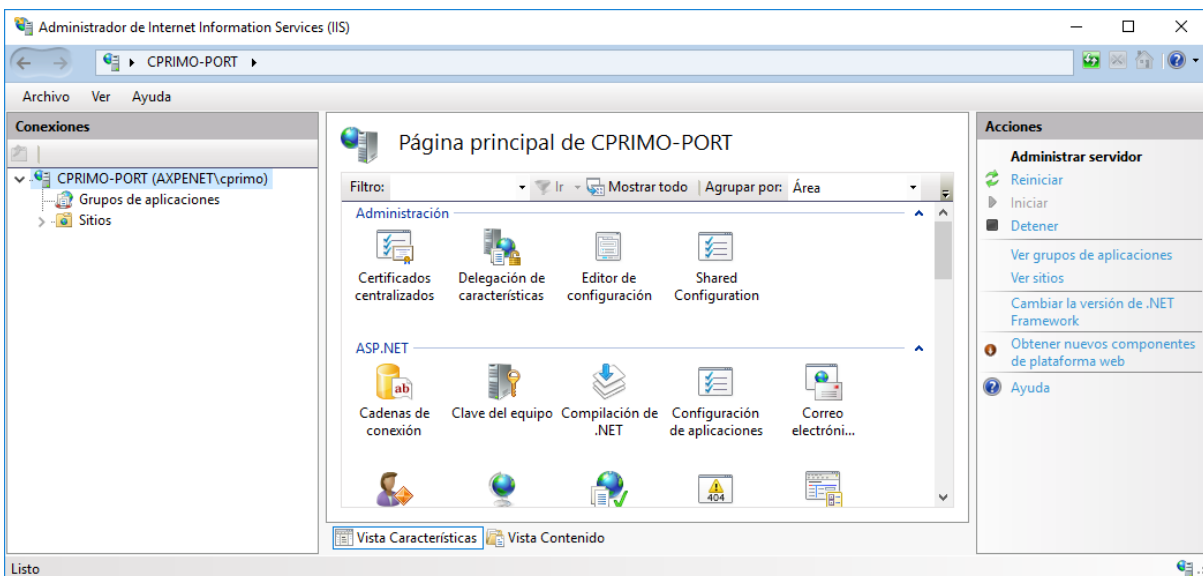 Administrador de Internet Information Services (IIS)
CPRIMO-PORT
Archivo Ver Ayuda
Conexiones
CPRIMO-PORT (AXPENET\cprimo)
Grupos de aplicaciones
Sitios
Página principal de CPRIMO-PORT
Filtro: Ir Mostrar todo Agrupar por: Área
Administración
Certificados centralizados
Delegación de características
Editor de configuración
Shared Configuration
ASP.NET
Cadenas de conexión
Clave del equipo
Compilación de .NET
Configuración de aplicaciones
Correo electróni...
404
Vista Características Vista Contenido
Acciones
Administrar servidor
Reiniciar
Iniciar
Detener
Ver grupos de aplicaciones
Ver sitios
Cambiar la versión de .NET
Framework
Obtener nuevos componentes
de plataforma web
Ayuda
Listo